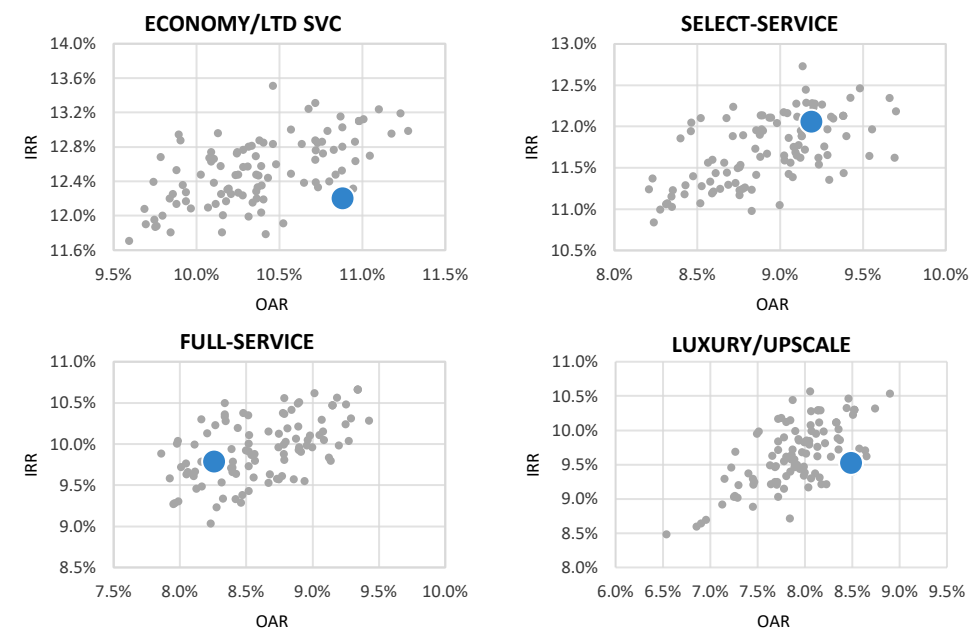 ECONOMY/LTD SVC
14.0%
13.6%
13.2%
12.8%
12.4%
12.0%
11.6%
IRR
9.5% 10.0% 10.5% 11.0% 11.5%
OAR
SELECT-SERVICE
13.0%
12.5%
12.0%
11.5%
11.0%
10.5%
IRR
8.0% 8.5% 9.0% 9.5% 10.0%
OAR
FULL-SERVICE
11.0%
10.5%
10.0%
9.5%
9.0%
8.5%
IRR
7.5% 8.0% 8.5% 9.0% 9.5% 10.0%
OAR
LUXURY/UPSCALE
11.0%
10.5%
10.0%
9.5%
9.0%
8.5%
8.0%
IRR
6.0% 6.5% 7.0% 7.5% 8.0% 8.5% 9.0% 9.5%
OAR